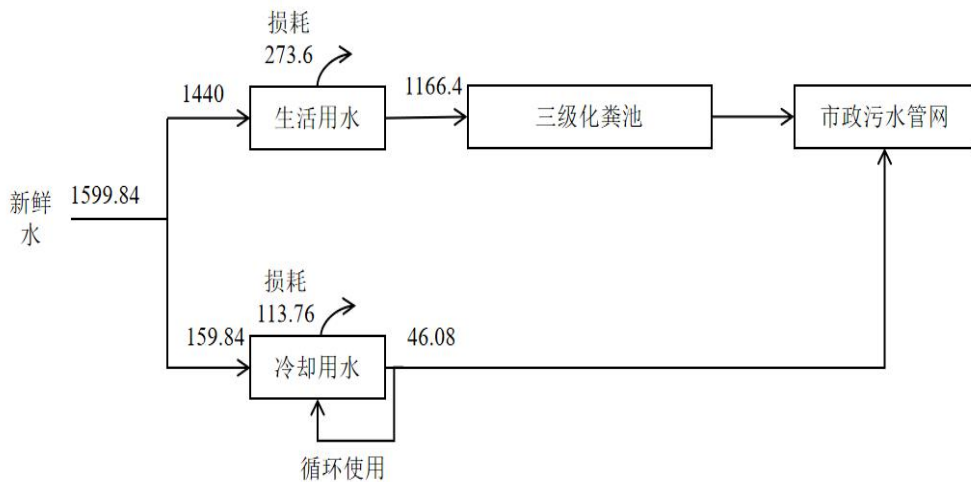 损耗
273.6
1440
1166.4
生活用水
三级化粪池
市政污水管网
新鲜
水
1599.84
损耗
113.76
159.84
46.08
冷却用水
循环使用